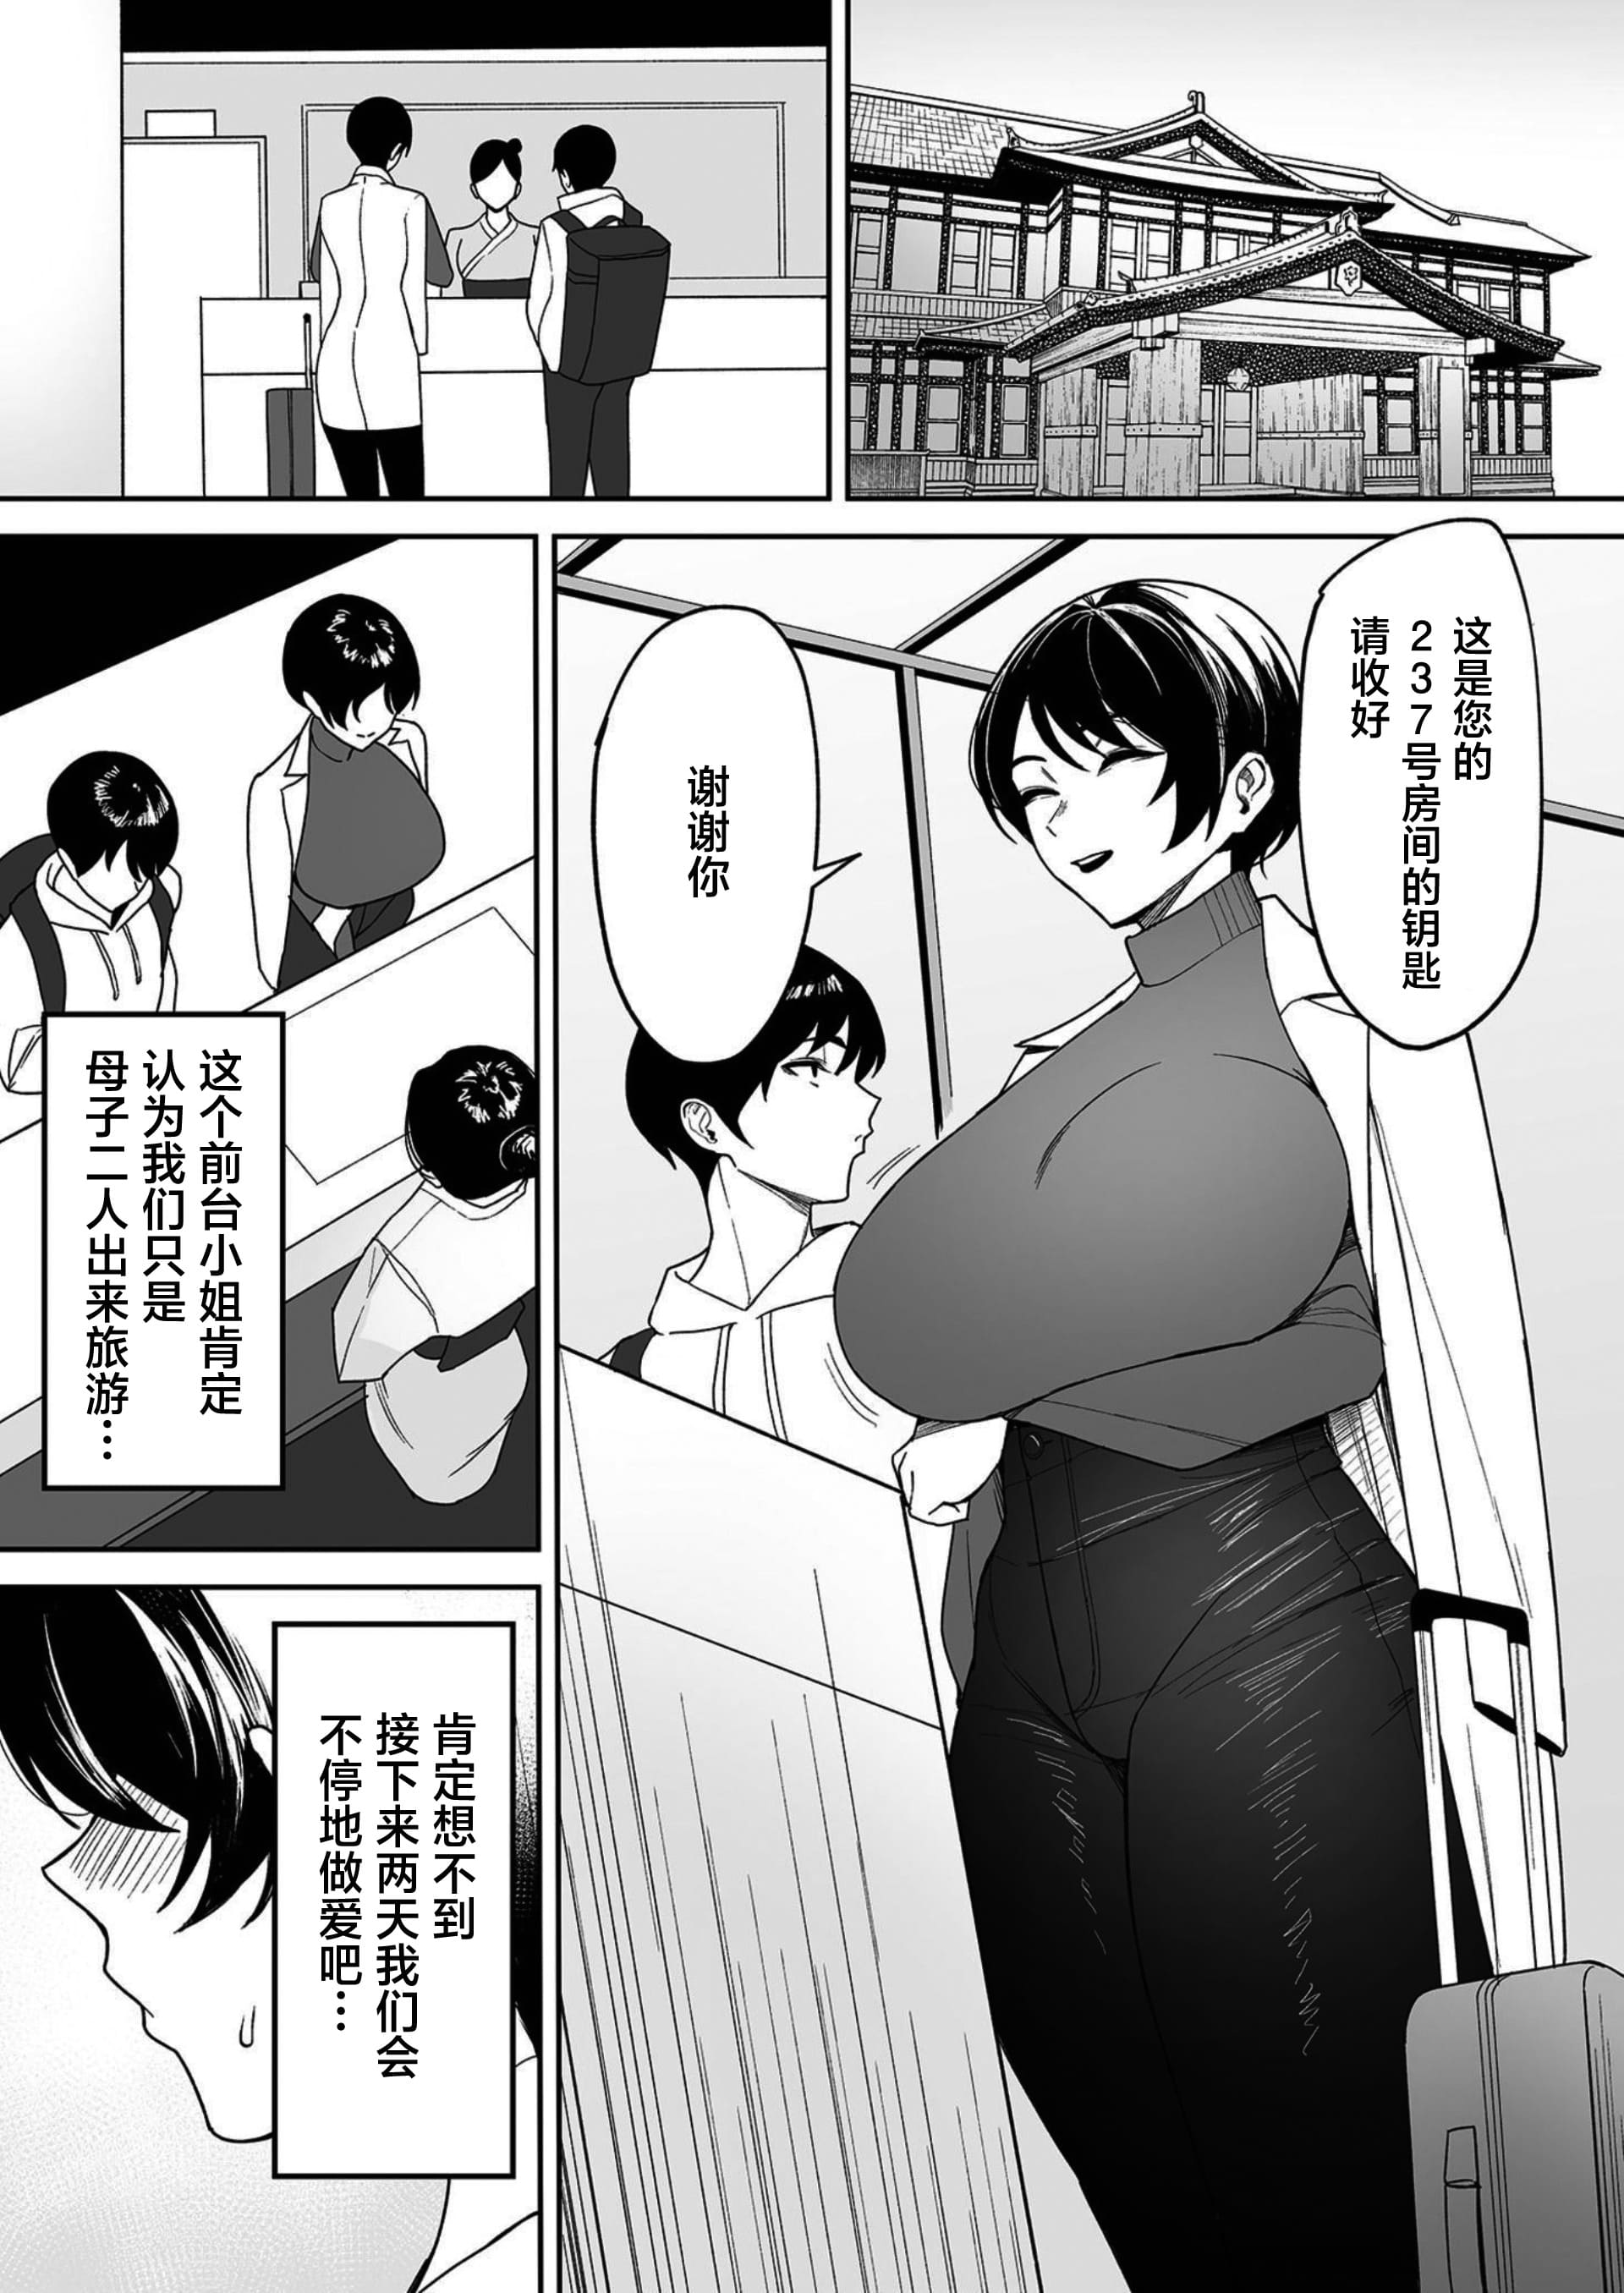 这是您的
237号房间的钥匙
请收好
谢谢你
这个前台小姐肯定
认为我们只是
母子二人出来旅游…
肯定想不到
接下来两天我们会
不停地做爱吧…